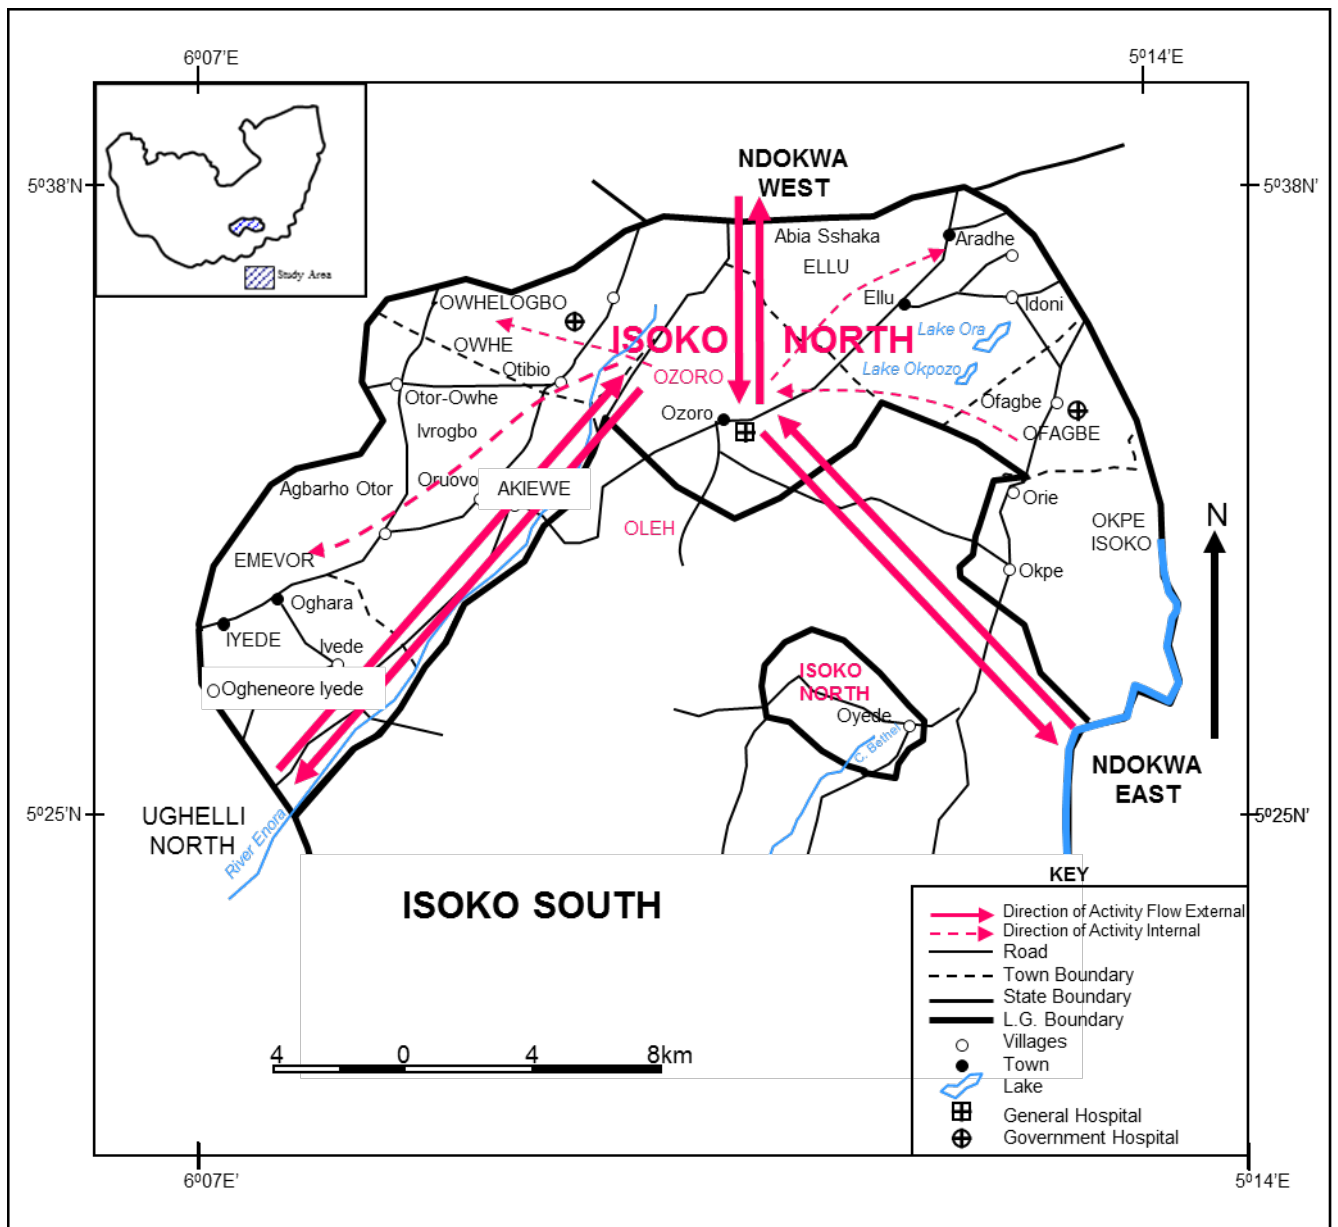 6⁰07'E
5⁰14'E
5⁰38'N
5⁰38N'
Study Area
NDOKWA
WEST
Abia Sshaka
ELLU
Aradhe
Ellu
Idoni
Lake Ora
Lake Okpozo
OWHELOGBO
OWHE
Otibio
ISOKO NORTH
OZORO
Ozoro
Otor-Owhe
Ivrogbo
Ofagbe
OFAGBE
Agbarho Otor
Oruovo
AKIEWE
Orie
OLEH
OKPE
ISOKO
N
EMEVOR
Okpe
Oghara
IYEDE
Ivede
Ogheneore Iyede
ISOKO
NORTH
Oyede
C. Bethel
NDOKWA
EAST
UGHELLI
NORTH
River Enora
5⁰25'N
5⁰25N'
ISOKO SOUTH
KEY
Direction of Activity Flow External
Direction of Activity Internal
Road
Town Boundary
State Boundary
L.G. Boundary
Villages
Town
Lake
General Hospital
Government Hospital
4 0 4 8km
6⁰07E'
5⁰14'E